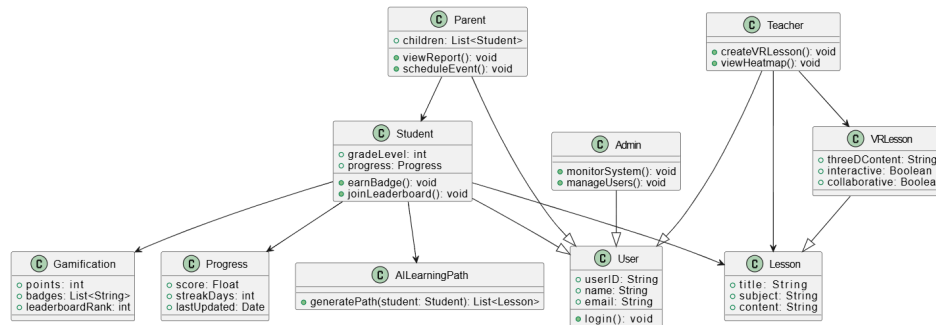 C Parent
children: List<Student>
viewReport(): void
scheduleEvent(): void
C Teacher
createVRLesson(): void
viewHeatmap(): void
C Student
gradeLevel: int
progress: Progress
earnBadge(): void
joinLeaderboard(): void
C Admin
monitorSystem(): void
manageUsers(): void
C VRLesson
threeDContent: String
interactive: Boolean
collaborative: Boolean
C Gamification
points: int
badges: List<String>
leaderboardRank: int
C Progress
score: Float
streakDays: int
lastUpdated: Date
C AILearningPath
generatePath(student: Student): List<Lesson>
C User
userID: String
name: String
email: String
login(): void
C Lesson
title: String
subject: String
content: String